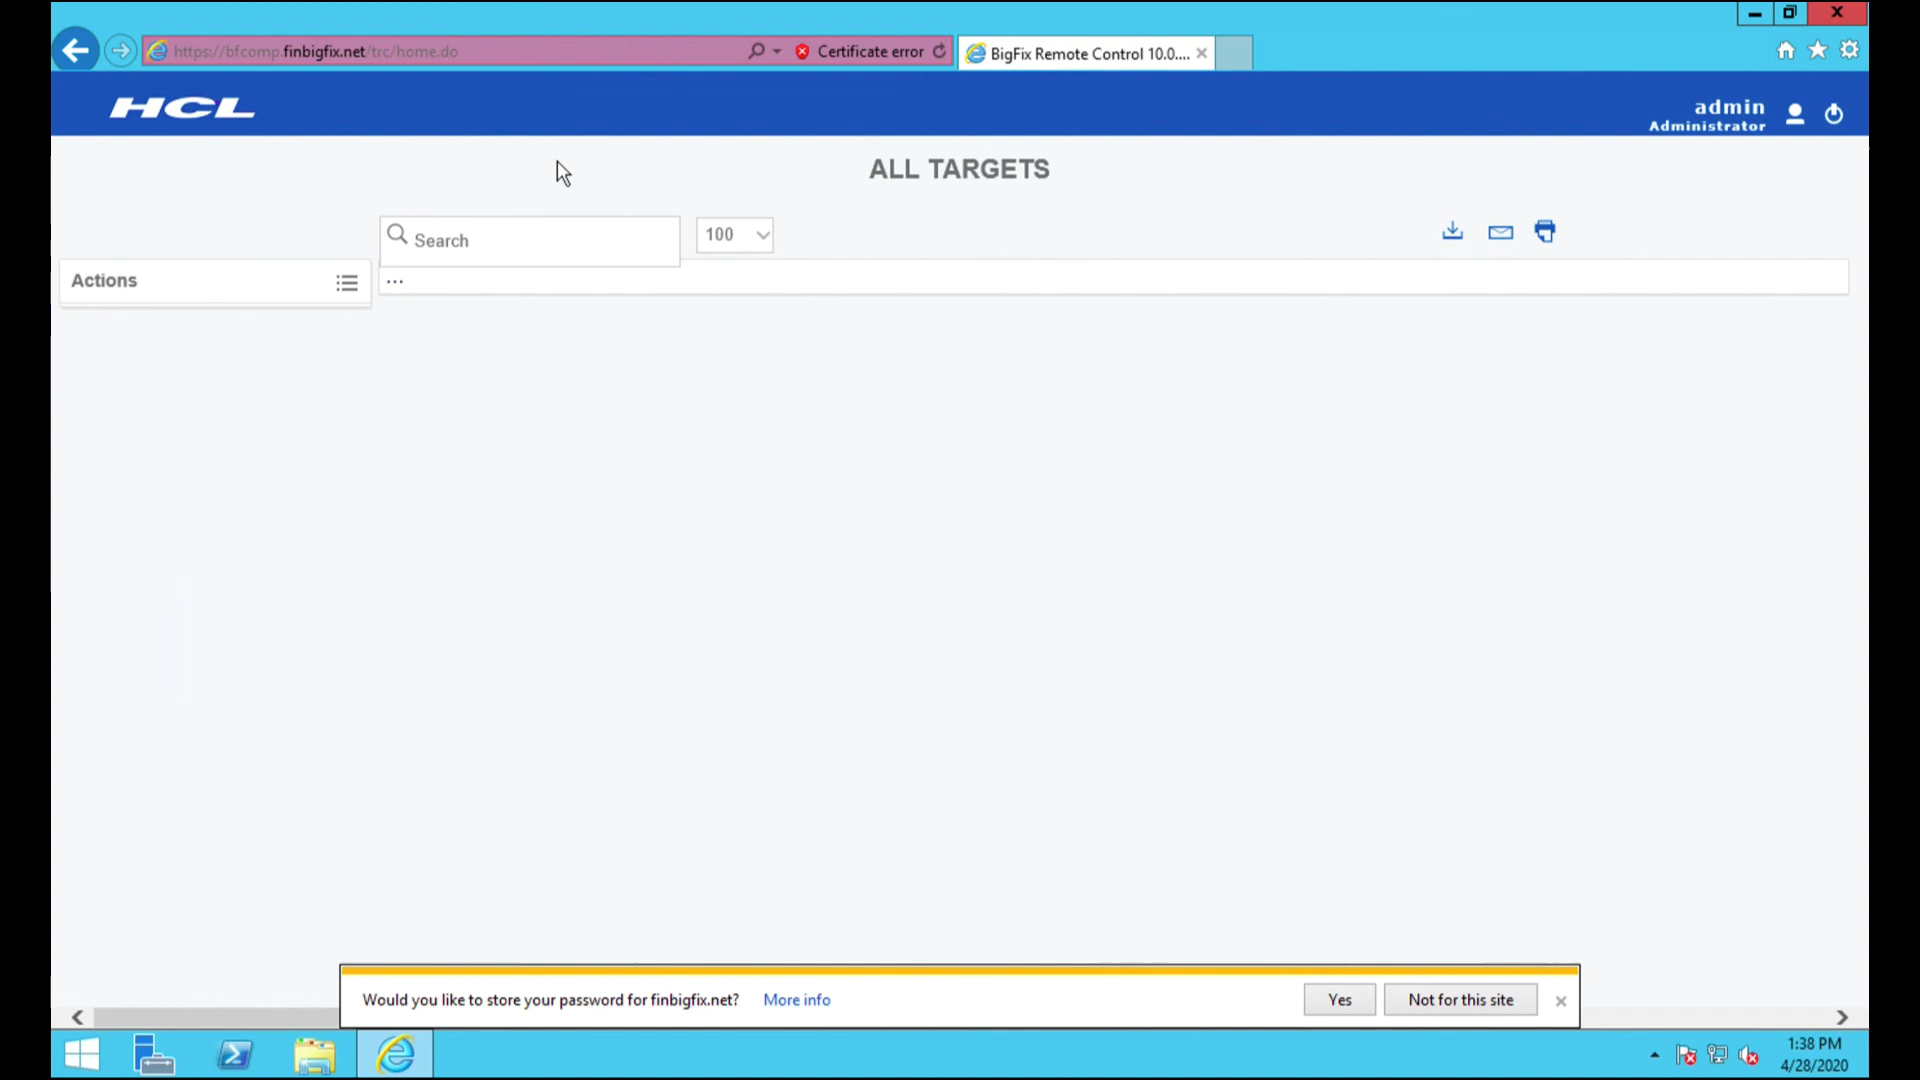 https://bfcomp.finbigfix.net/trc/home.do
Certificate error
BigFix Remote Control 10.0....
HCL
admin
Administrator
ALL TARGETS
Search
100
Actions
...
Would you like to store your password for finbigfix.net?
More info
Yes
Not for this site
1:38 PM
4/28/2020